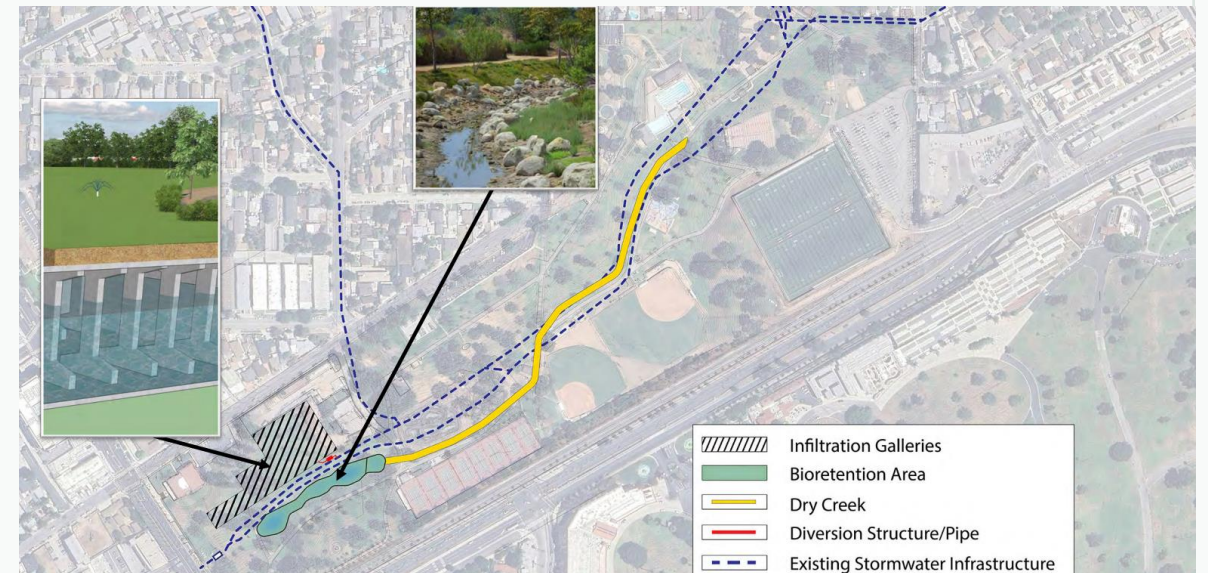 Infiltration Galleries
Bioretention Area
Dry Creek
Diversion Structure/Pipe
Existing Stormwater Infrastructure